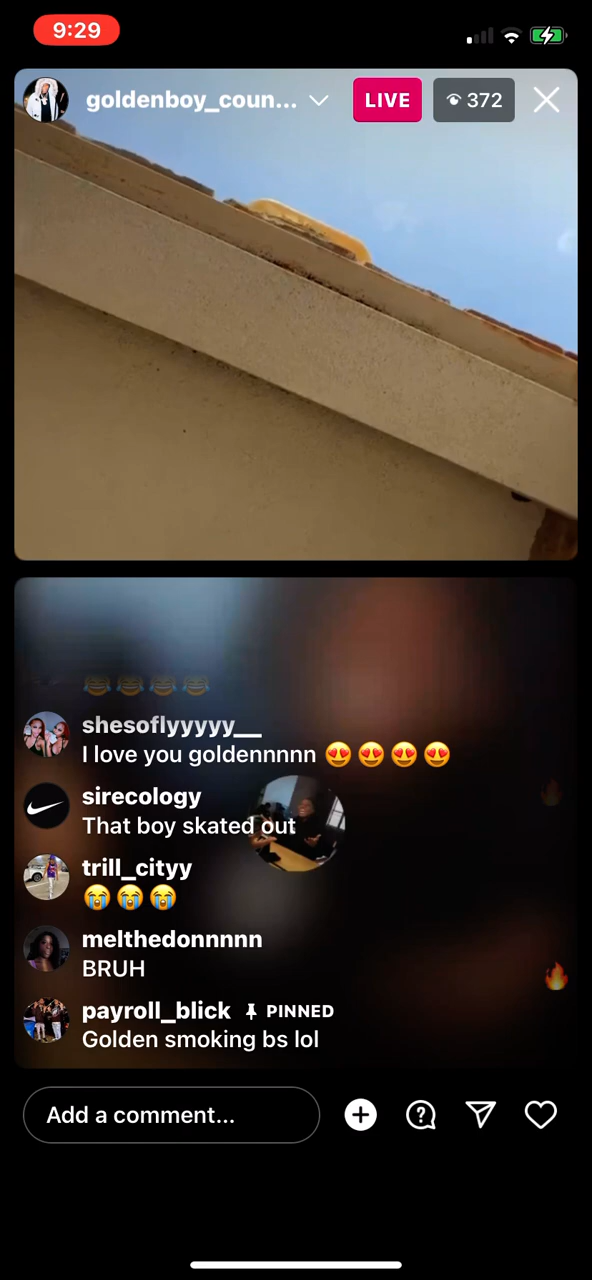 9:29
goldenboy_coun...
LIVE
372
😂😂😂😂
shesoflyyyyy__
I love you goldennnnn 😍😍😍😍
sirecology
That boy skated out
trill_cityy
😭😭😭
melthedonnnnn
BRUH
payroll_blick PINNED
Golden smoking bs lol
Add a comment...